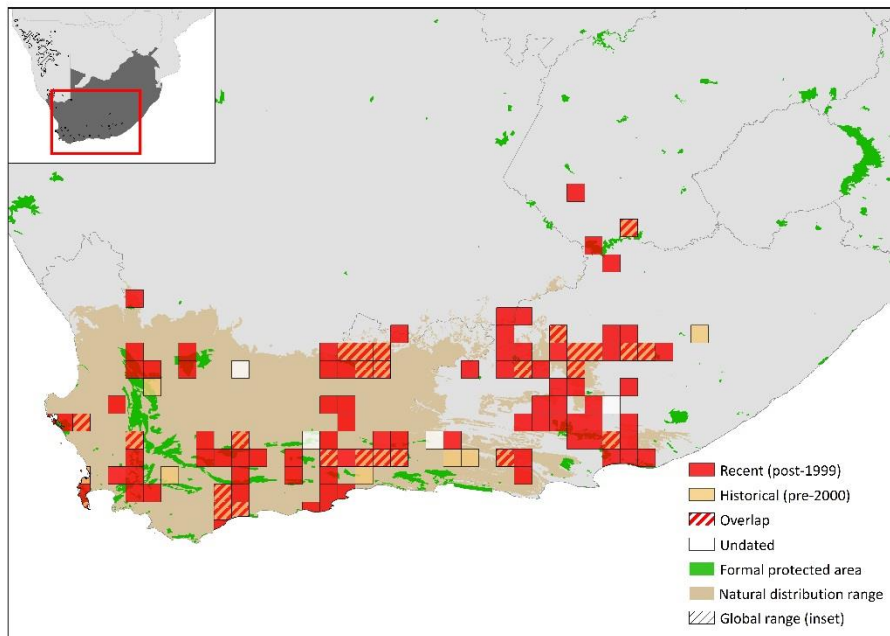 Recent (post-1999)
Historical (pre-2000)
Overlap
Undated
Formal protected area
Natural distribution range
Global range (inset)